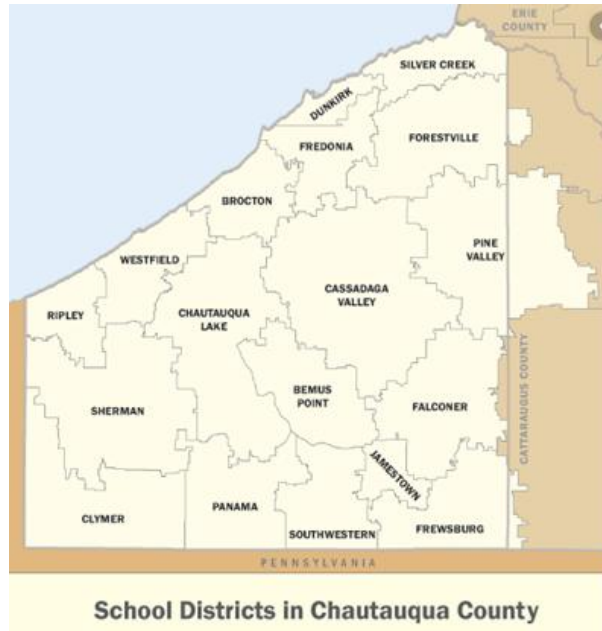 ERIE
COUNTY
SILVER CREEK
DUNKIRK
FORESTVILLE
FREDONIA
BROCTON
PINE
VALLEY
WESTFIELD
CASSADAGA
VALLEY
RIPLEY
CHAUTAUQUA
LAKE
CATTARAUGUS COUNTY
BEMUS
POINT
SHERMAN
FALCONER
JAMESTOWN
PANAMA
CLYMER
SOUTHWESTERN
FREWSBURG
PENNSYLVANIA
School Districts in Chautauqua County